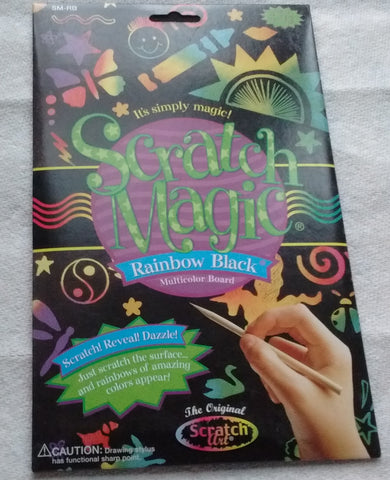 SM-RB
It's simply magic!
Scratch
Magic®
Rainbow Black®
Multicolor Board
Scratch! Reveal! Dazzle!
Just scratch the surface...
and rainbows of amazing
colors appear!
The Original
Scratch
Art®
⚠CAUTION: Drawing stylus
has functional sharp point.